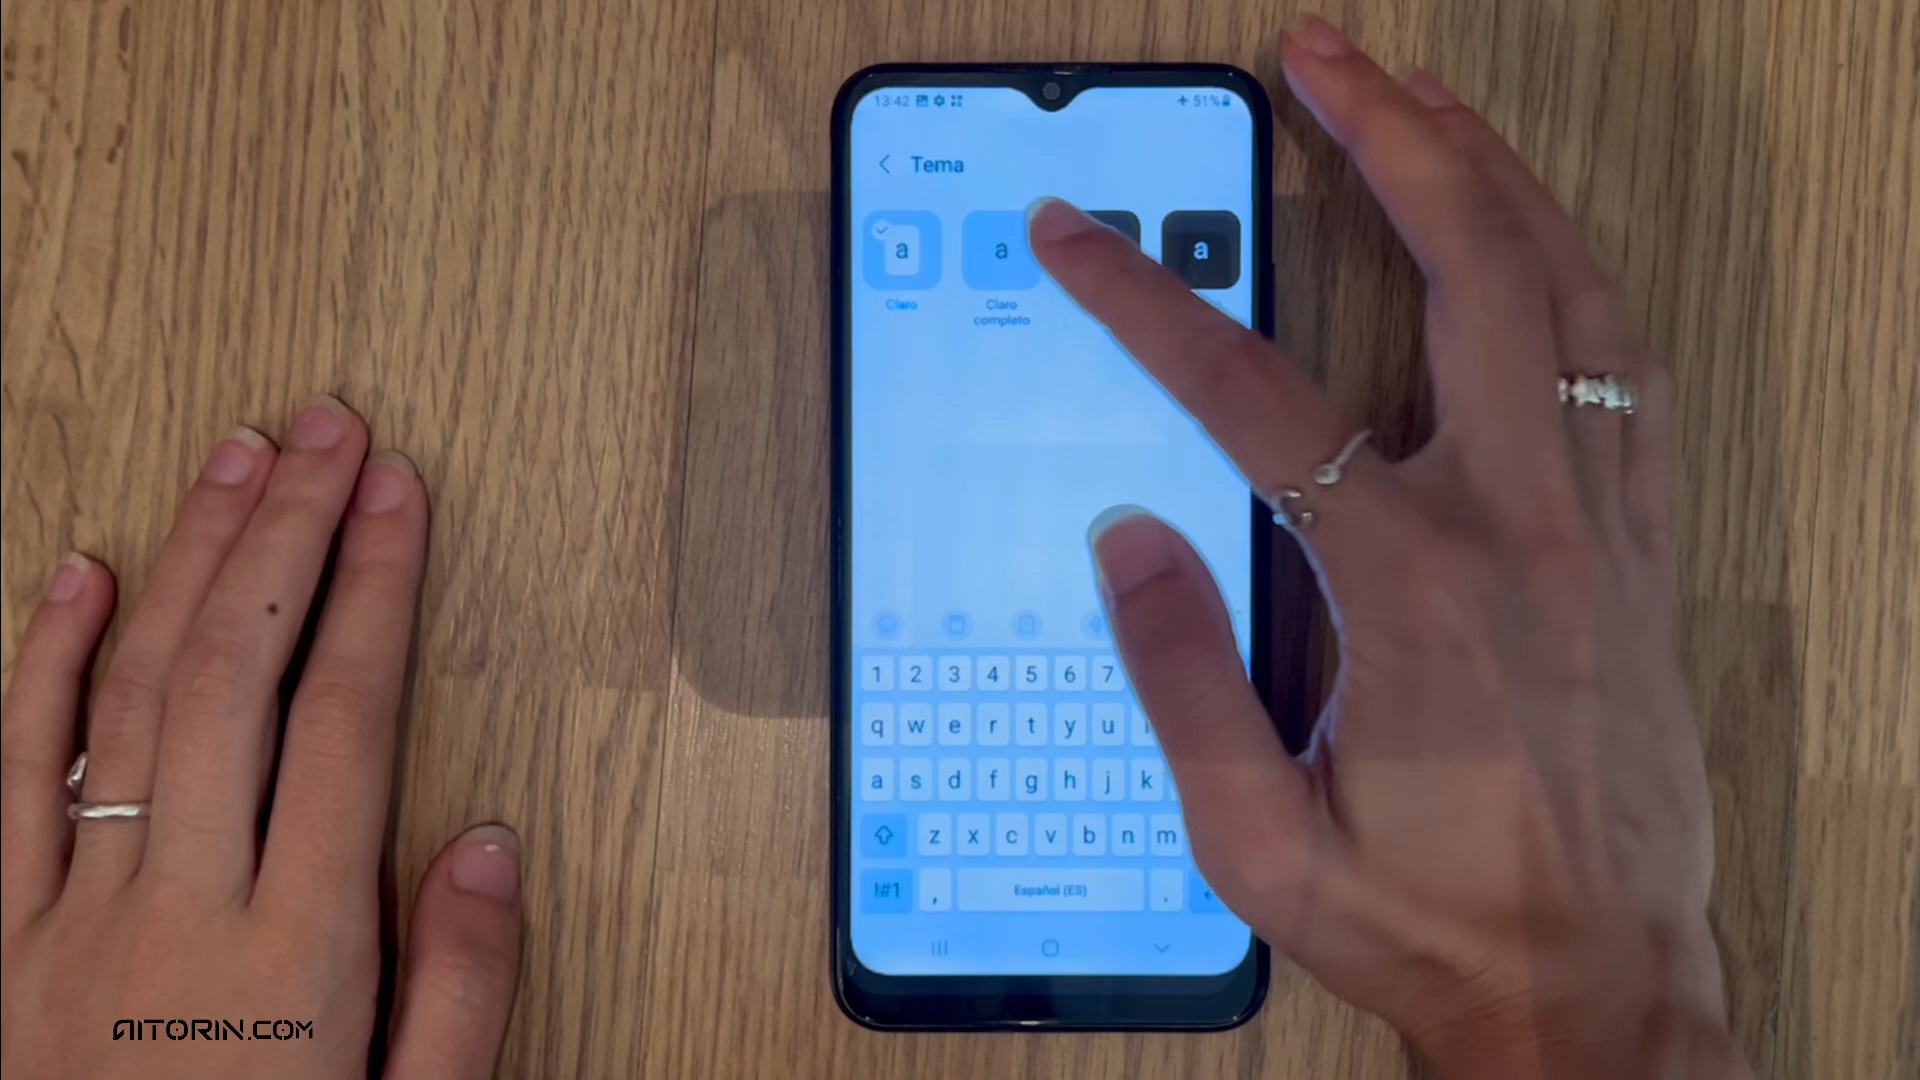 13:42
51%
Tema
a a a
Claro
Claro
completo
1 2 3 4 5 6 7
q w e r t y u
a s d f g h j k
z x c v b n m
!#1 , Español (ES) .
AITORIN.COM